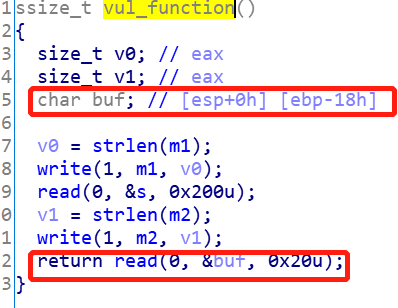 1 ssize_t vul_function()
2 {
3 size_t v0; // eax
4 size_t v1; // eax
5 char buf; // [esp+0h] [ebp-18h]
6
7 v0 = strlen(m1);
8 write(1, m1, v0);
9 read(0, &s, 0x200u);
0 v1 = strlen(m2);
1 write(1, m2, v1);
2 return read(0, &buf, 0x20u);
3 }